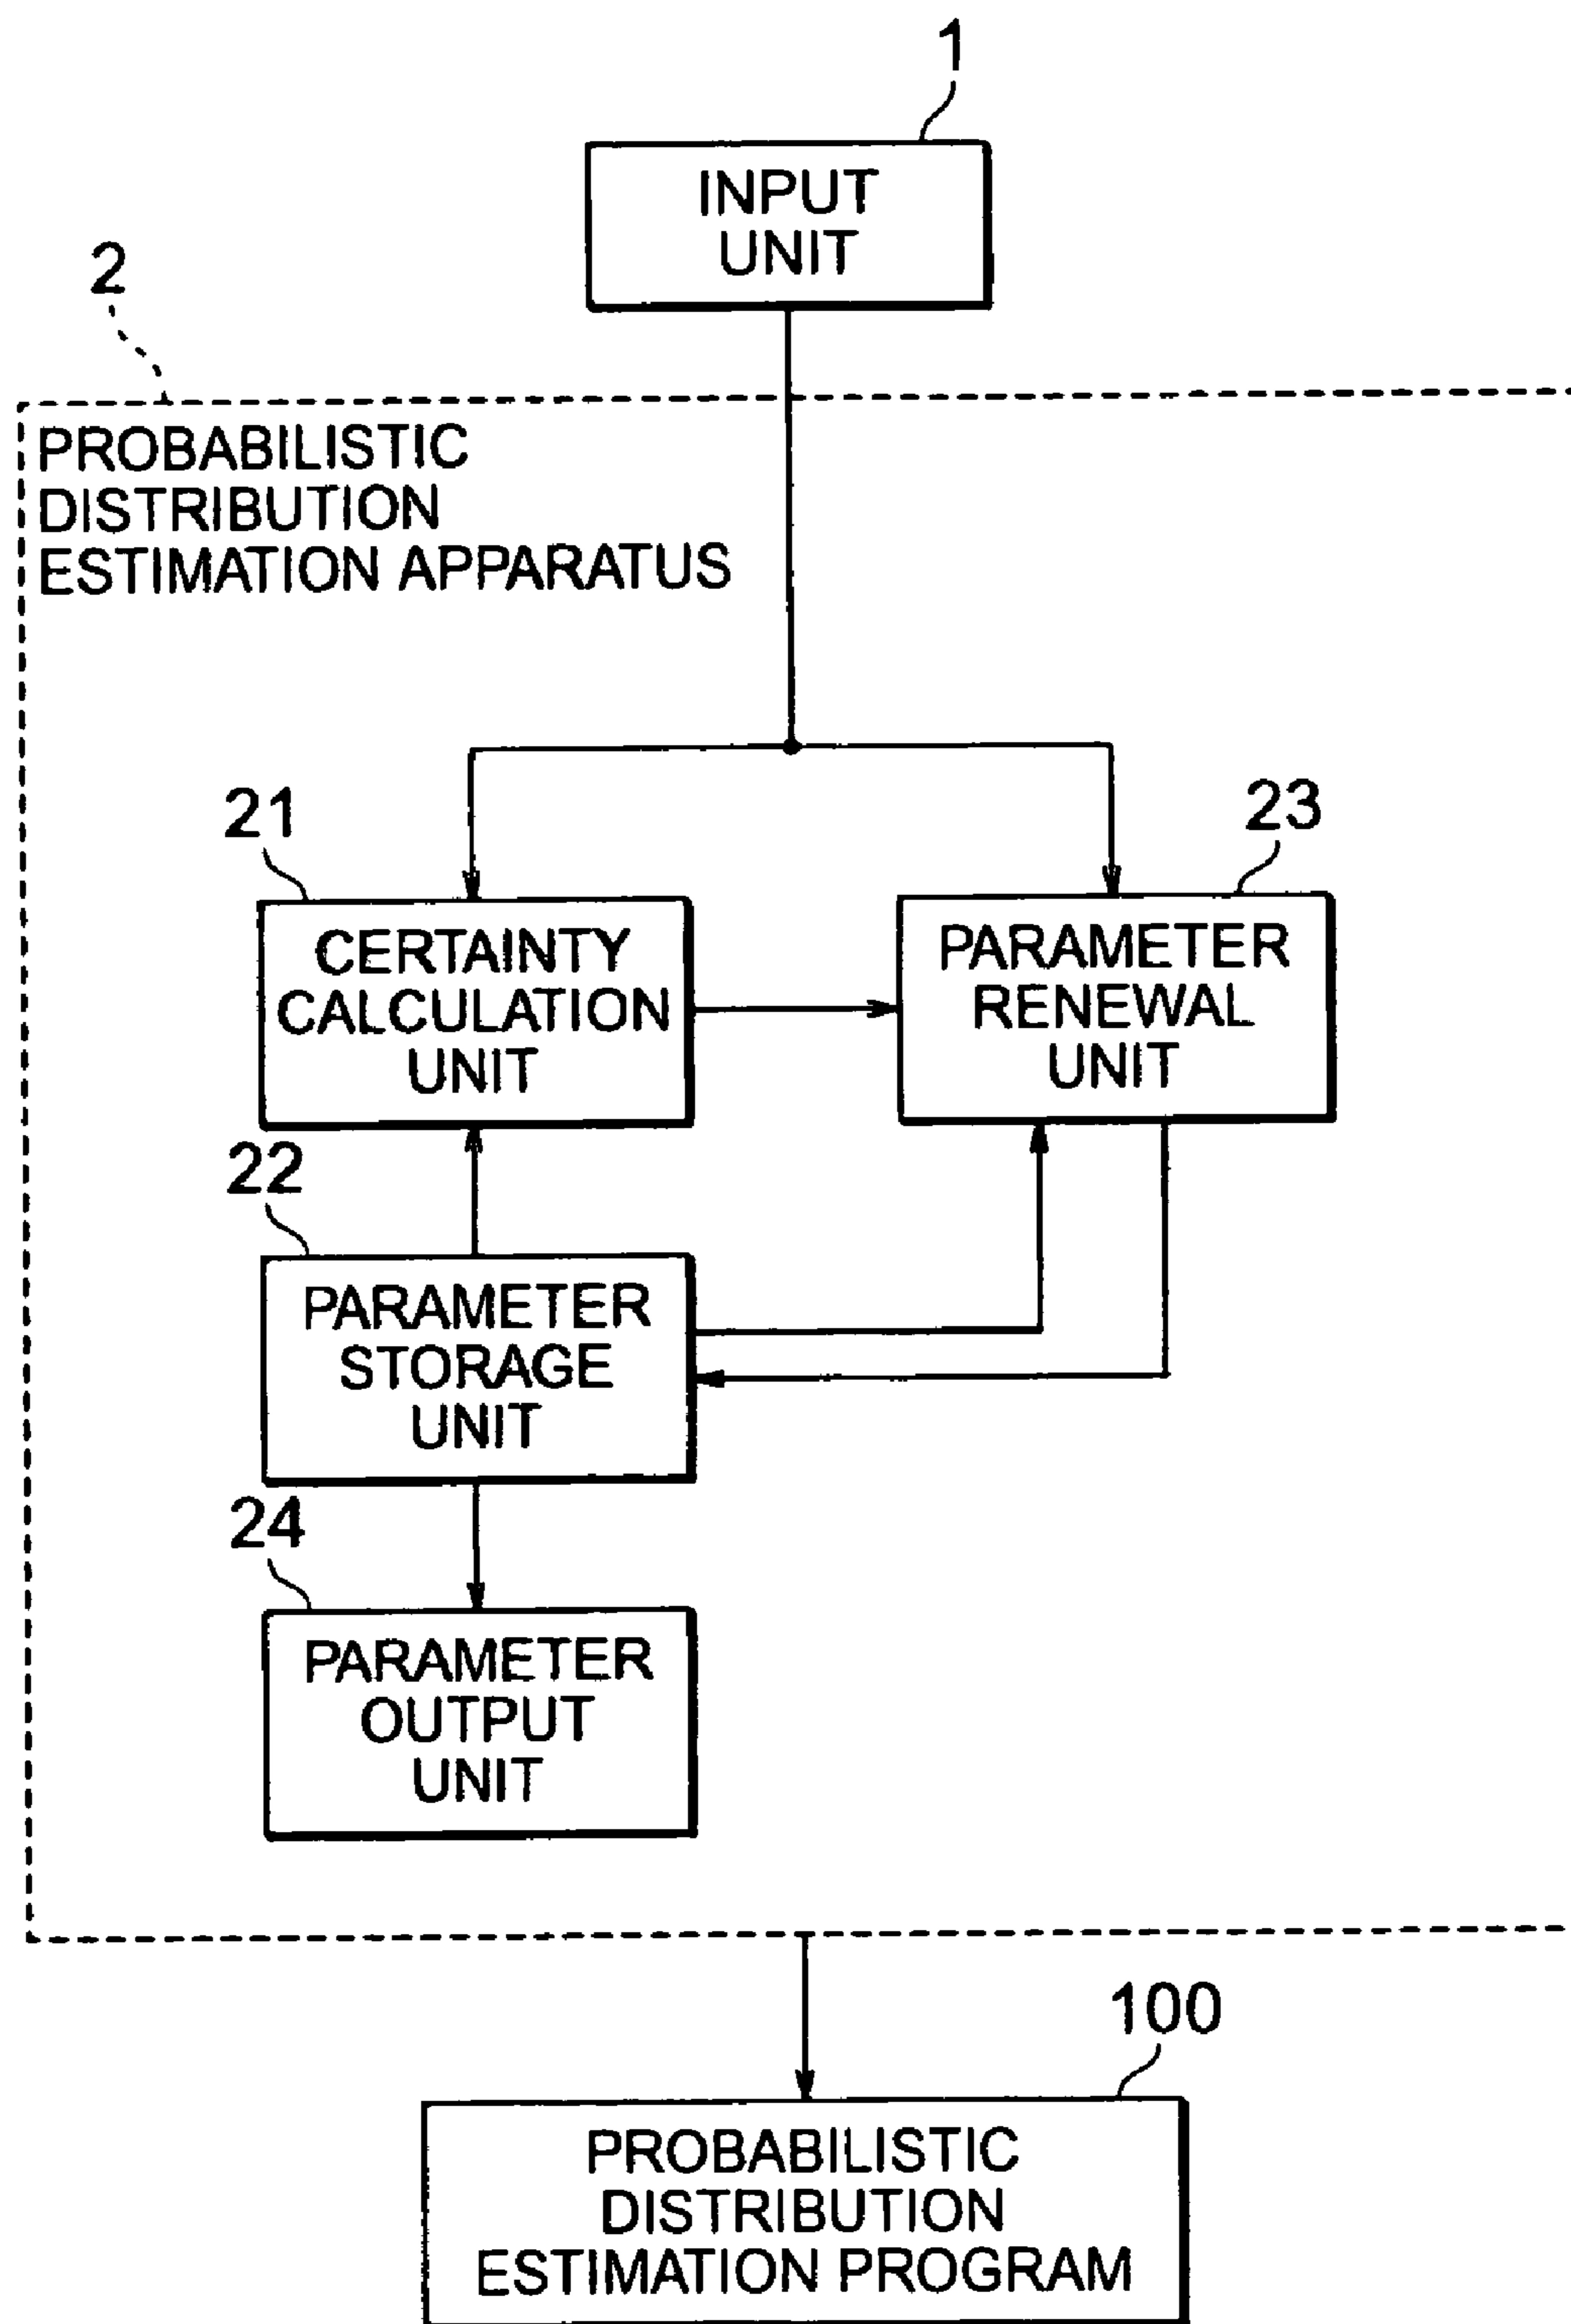 1
INPUT
UNIT
2
PROBABILISTIC
DISTRIBUTION
ESTIMATION APPARATUS
21
CERTAINTY
CALCULATION
UNIT
23
PARAMETER
RENEWAL
UNIT
22
PARAMETER
STORAGE
UNIT
24
PARAMETER
OUTPUT
UNIT
100
PROBABILISTIC
DISTRIBUTION
ESTIMATION PROGRAM